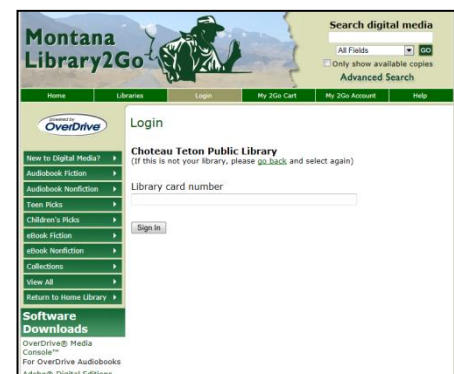 Montana
Library2Go
Search digital media
All Fields
GO
Only show available copies
Advanced Search
Home
Libraries
Login
My 2Go Cart
My 2Go Account
Help
powered by
OverDrive
New to Digital Media?
Audiobook Fiction
Audiobook Nonfiction
Teen Picks
Children's Picks
eBook Fiction
eBook Nonfiction
Collections
View All
Return to Home Library
Software
Downloads
OverDrive® Media
Console™
For OverDrive Audiobooks
Adobe® Digital Editions
Login
Choteau Teton Public Library
(If this is not your library, please go back and select again)
Library card number
Sign In